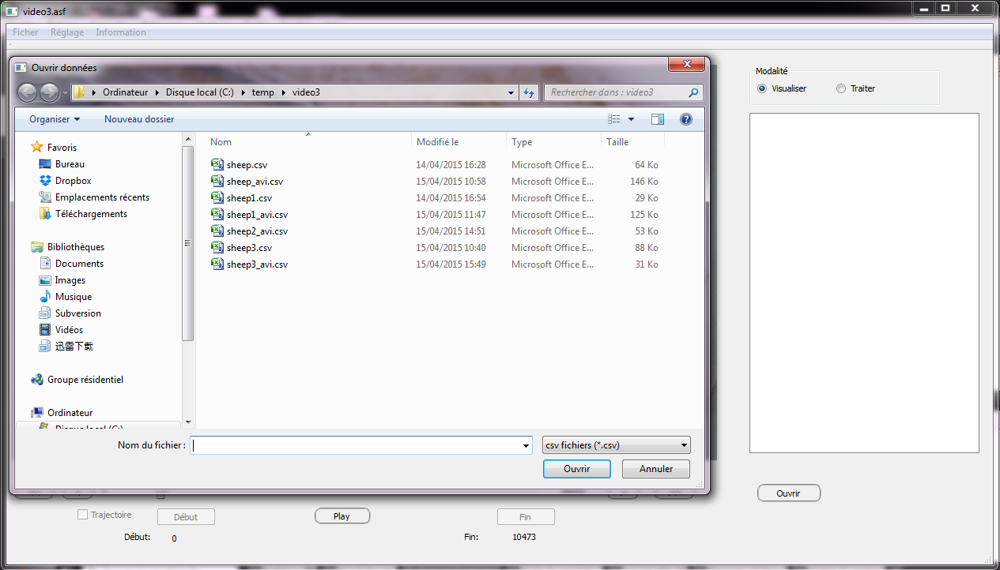 video3.asf
Ficher Réglage Information
Ouvrir données
Ordinateur Disque local (C:) temp video3
Rechercher dans : video3
Organiser Nouveau dossier
Favoris
Bureau
Dropbox
Emplacements récents
Téléchargements
Bibliothèques
Documents
Images
Musique
Subversion
Vidéos
迅雷下载
Groupe résidentiel
Ordinateur
Disque local (C:)
Nom Modifié le Type Taille
sheep.csv 14/04/2015 16:28 Microsoft Office E... 64 Ko
sheep_avi.csv 15/04/2015 10:58 Microsoft Office E... 146 Ko
sheep1.csv 14/04/2015 16:54 Microsoft Office E... 29 Ko
sheep1_avi.csv 15/04/2015 11:47 Microsoft Office E... 125 Ko
sheep2_avi.csv 15/04/2015 14:51 Microsoft Office E... 53 Ko
sheep3.csv 15/04/2015 10:40 Microsoft Office E... 88 Ko
sheep3_avi.csv 15/04/2015 15:49 Microsoft Office E... 31 Ko
Nom du fichier : csv fichiers (*.csv)
Ouvrir Annuler
Modalité
Visualiser Traiter
Ouvrir
Trajectoire Début Play Fin
Début: 0 Fin: 10473